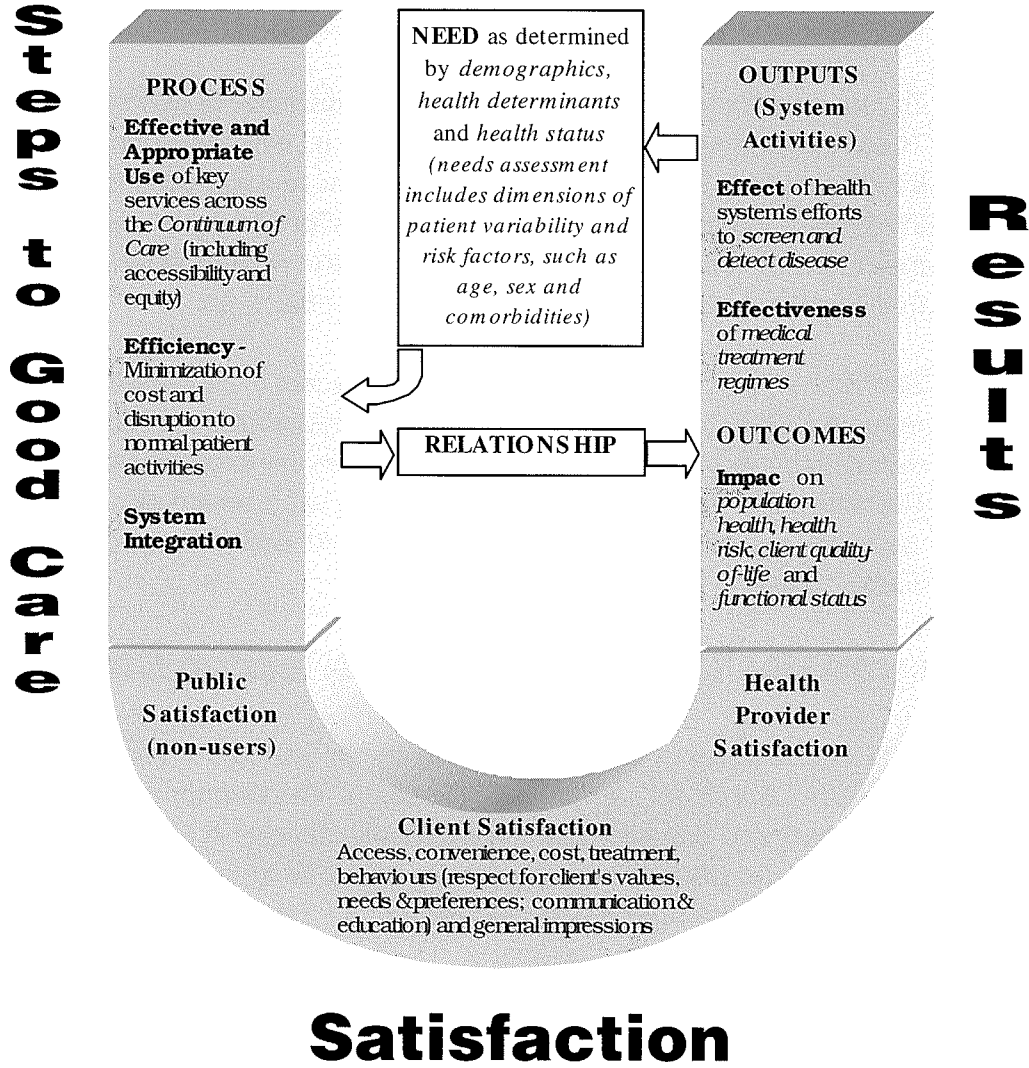 Steps to Good Care
PROCESS
Effective and
Appropriate
Use of key
services across
the Continuum of
Care (including
accessibility and
equity)
Efficiency -
Minimization of
cost and
disruption to
normal patient
activities
System
Integration
NEED as determined
by demographics,
health determinants
and health status
(needs assessment
includes dimensions of
patient variability and
risk factors, such as
age, sex and
comorbidities)
RELATIONSHIP
OUTPUTS
(System
Activities)
Effect of health
system's efforts
to screen and
detect disease
Effectiveness
of medical
treatment
regimes
OUTCOMES
Impac on
population
health, health
risk, client quality-
of-life and
functional status
Results
Public
Satisfaction
(non-users)
Health
Provider
Satisfaction
Client Satisfaction
Access, convenience, cost, treatment,
behaviours (respect for client's values,
needs & preferences; communication &
education) and general impressions
Satisfaction